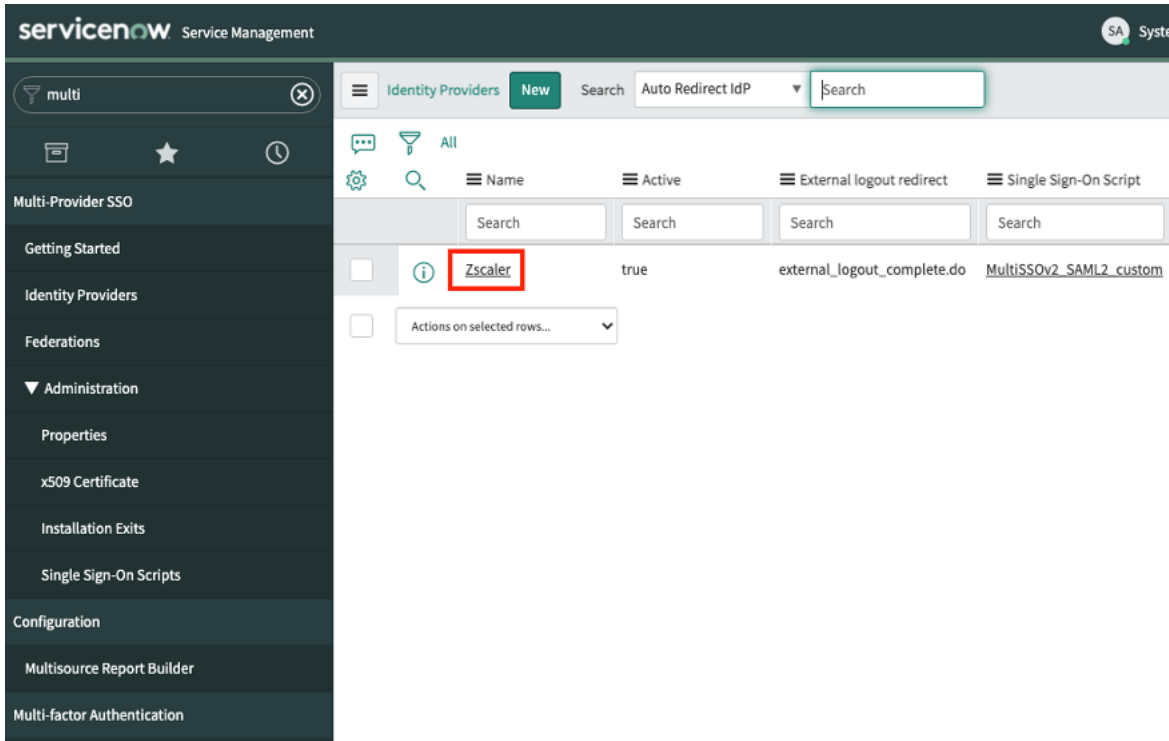 servicenow Service Management
SA Syste
multi
Identity Providers New Search Auto Redirect IdP Search
All
Name Active External logout redirect Single Sign-On Script
Search Search Search Search
Zscaler true external_logout_complete.do MultiSSOv2_SAML2_custom
Actions on selected rows...
Multi-Provider SSO
Getting Started
Identity Providers
Federations
Administration
Properties
x509 Certificate
Installation Exits
Single Sign-On Scripts
Configuration
Multisource Report Builder
Multi-factor Authentication